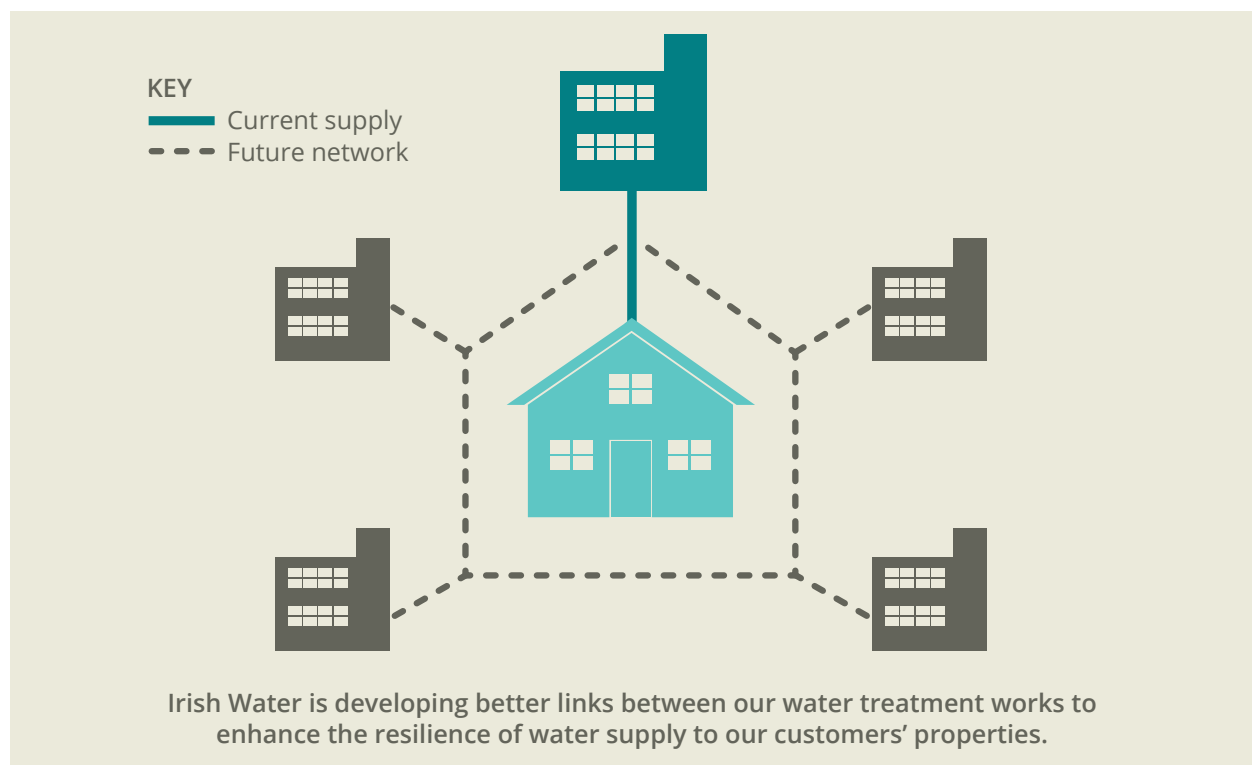 KEY
Current supply
Future network
Irish Water is developing better links between our water treatment works to
enhance the resilience of water supply to our customers’ properties.